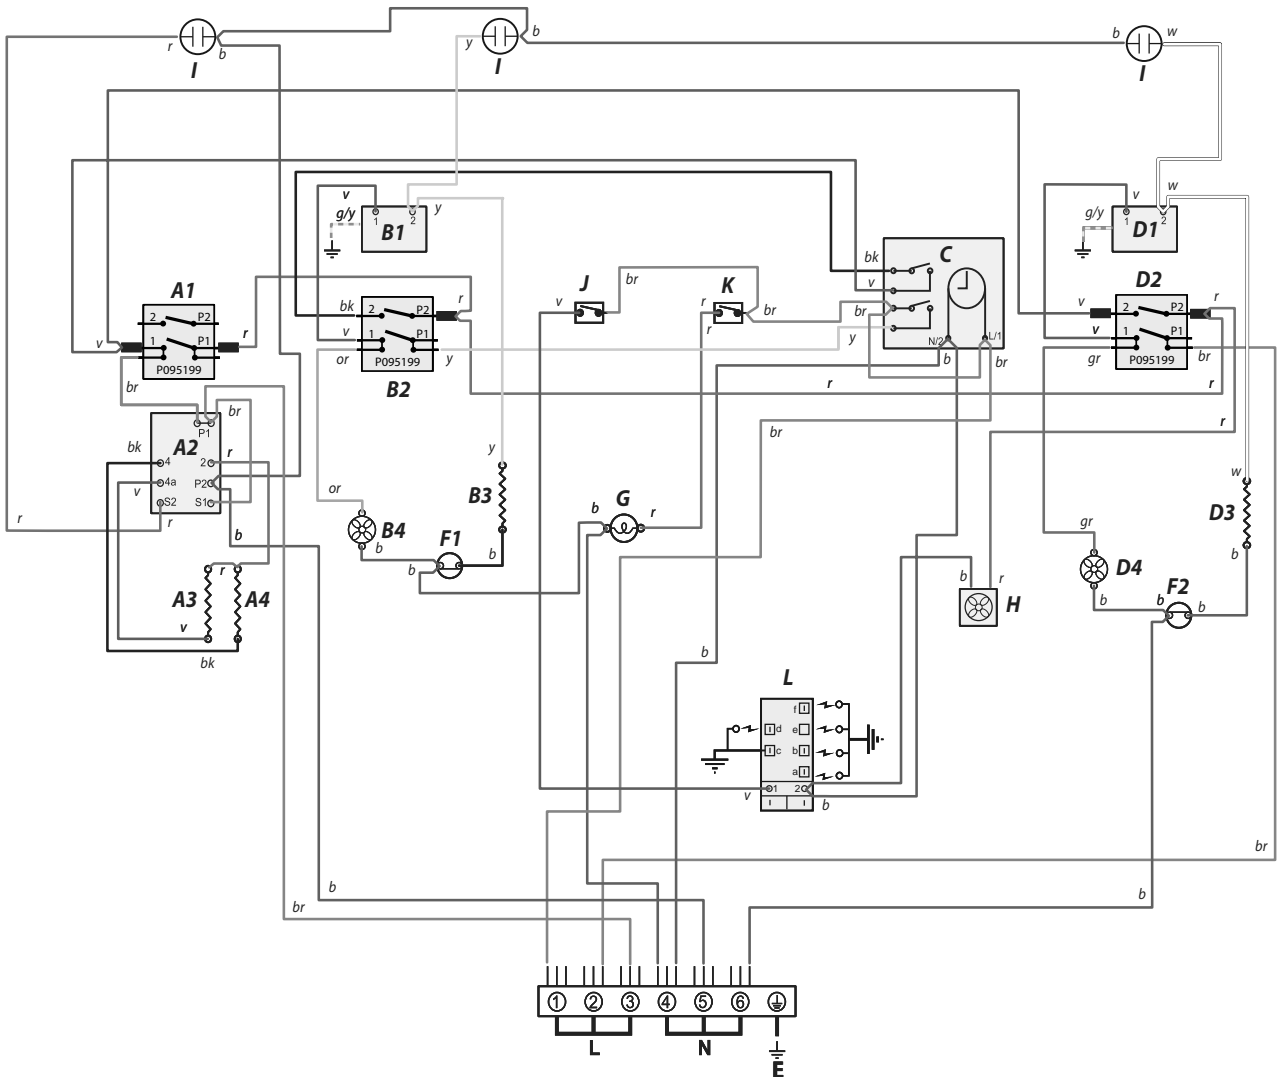 r
I
b
y
I
b
b
w
I
v
g/y
1
2
B1
y
v
w
g/y
1
2
D1
bk
C
v
br
N/2
L/1
b
br
J
v
br
K
r
r
br
y
A1
2
P2
1
P1
P095199
v
r
br
bk
2
P2
r
v
1
P1
or
P095199
y
B2
D2
v
2
P2
r
v
1
P1
gr
P095199
br
r
r
br
r
br
P1
bk
A2
r
4
2
v
4a
P2
S2
S1
r
r
b
y
or
B3
B4
b
F1
b
b
b
G
r
w
D3
gr
b
D4
b
F2
b
b
b
r
H
r
A3
A4
v
bk
b
L
f
d
e
c
b
a
1
2
v
b
br
b
b
br
1
2
3
4
5
6
L
N
E